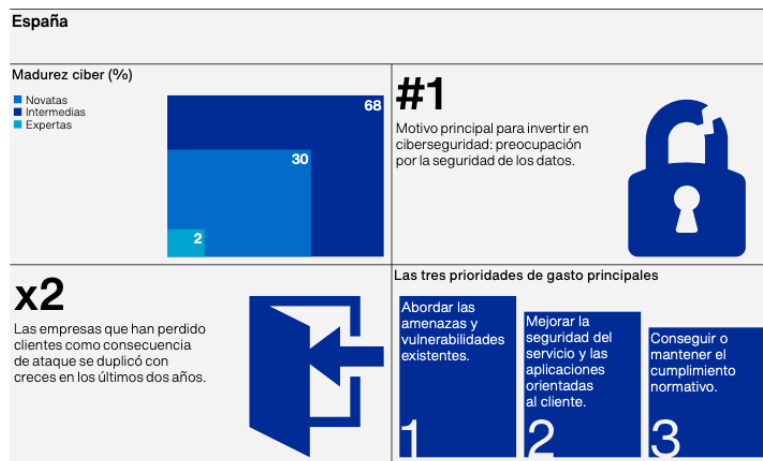 España
Madurez ciber (%)
Novatas
Intermedias
Expertas
68
30
2
#1
Motivo principal para invertir en
ciberseguridad: preocupación
por la seguridad de los datos.
x2
Las empresas que han perdido
clientes como consecuencia
de ataque se duplicó con
creces en los últimos dos años.
Las tres prioridades de gasto principales
Abordar las
amenazas y
vulnerabilidades
existentes.
1
Mejorar la
seguridad del
servicio y las
aplicaciones
orientadas
al cliente.
2
Conseguir o
mantener el
cumplimiento
normativo.
3